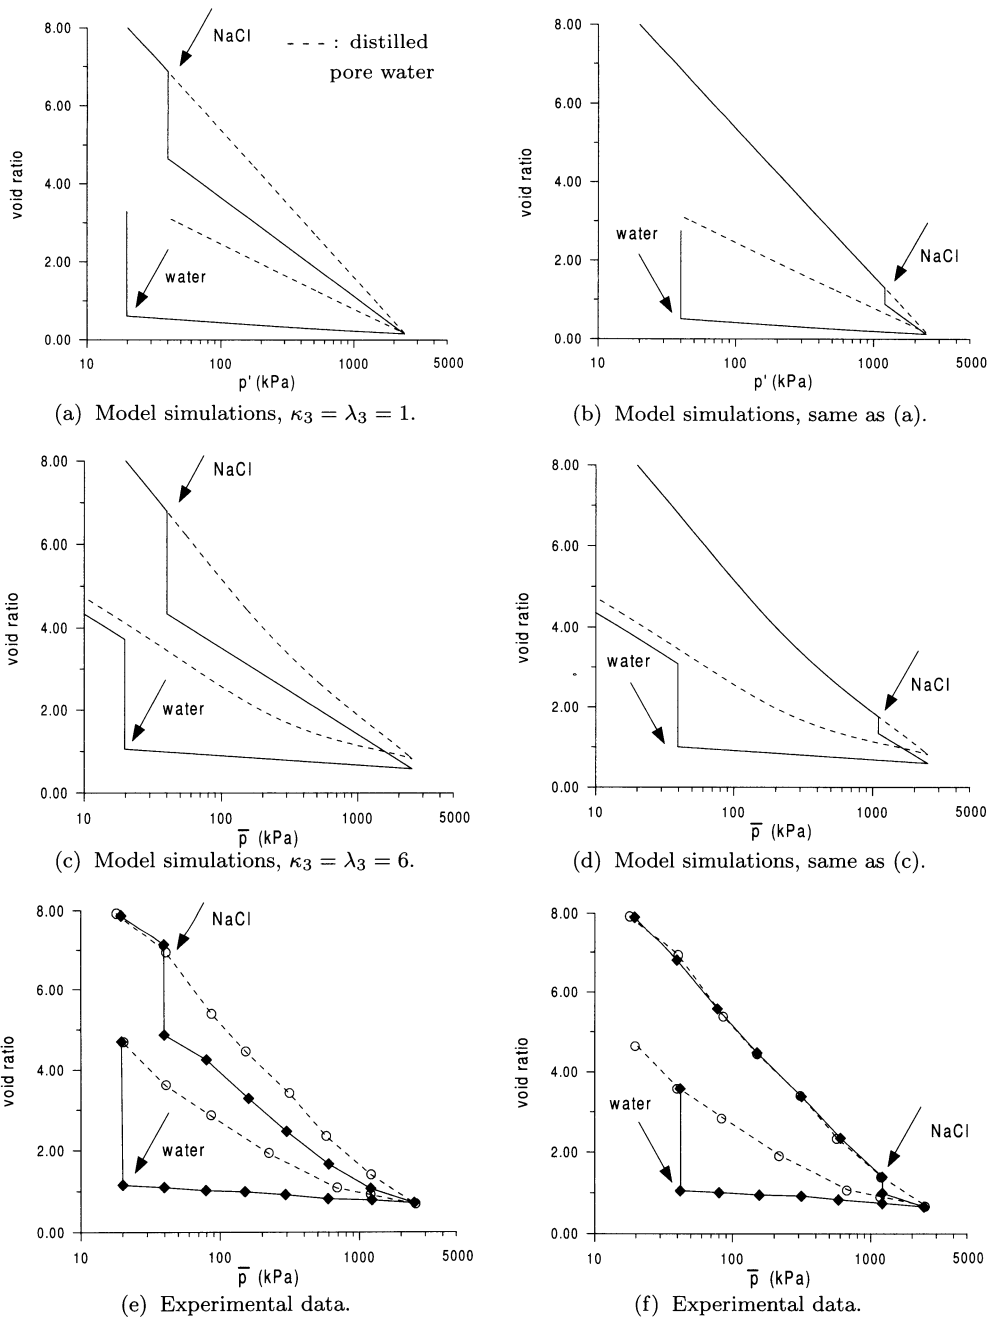 8.00
6.00
4.00
2.00
0.00
void ratio
NaCl
- - - : distilled
pore water
water
10
100
1000
5000
p' (kPa)
(a) Model simulations, κ₃ = λ₃ = 1.
8.00
6.00
4.00
2.00
0.00
void ratio
water
NaCl
10
100
1000
5000
p' (kPa)
(b) Model simulations, same as (a).
8.00
6.00
4.00
2.00
0.00
void ratio
NaCl
water
10
100
1000
5000
p̅ (kPa)
(c) Model simulations, κ₃ = λ₃ = 6.
8.00
6.00
4.00
2.00
0.00
void ratio
water
NaCl
10
100
1000
5000
p̅ (kPa)
(d) Model simulations, same as (c).
8.00
6.00
4.00
2.00
0.00
void ratio
NaCl
water
10
100
1000
5000
p̅ (kPa)
(e) Experimental data.
8.00
6.00
4.00
2.00
0.00
void ratio
water
NaCl
10
100
1000
5000
p̅ (kPa)
(f) Experimental data.